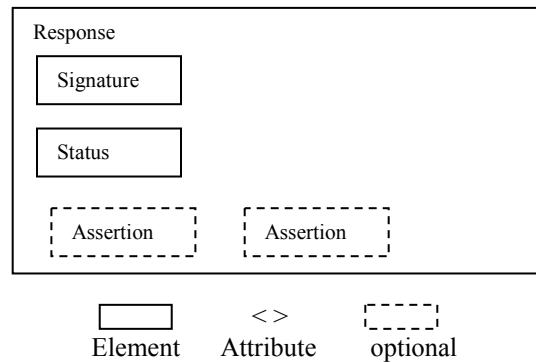 Response
Signature
Status
Assertion Assertion
< >
Element Attribute optional